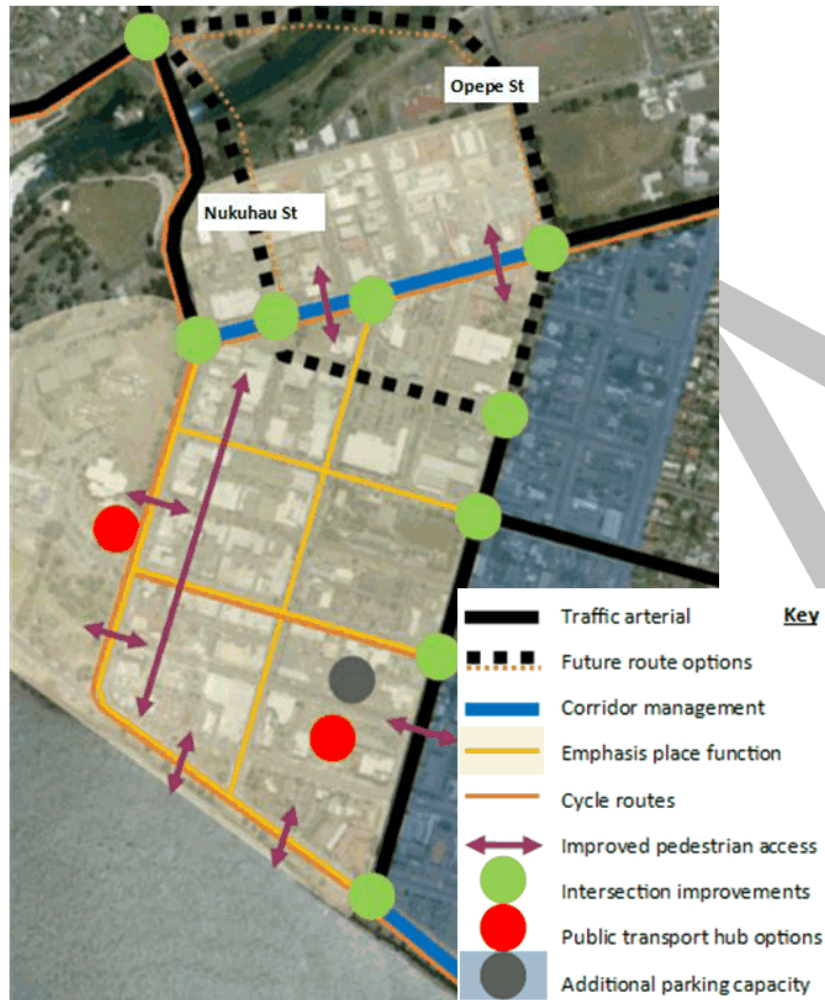 Opepe St
Nukuhau St
Traffic arterial Key
Future route options
Corridor management
Emphasis place function
Cycle routes
Improved pedestrian access
Intersection improvements
Public transport hub options
Additional parking capacity